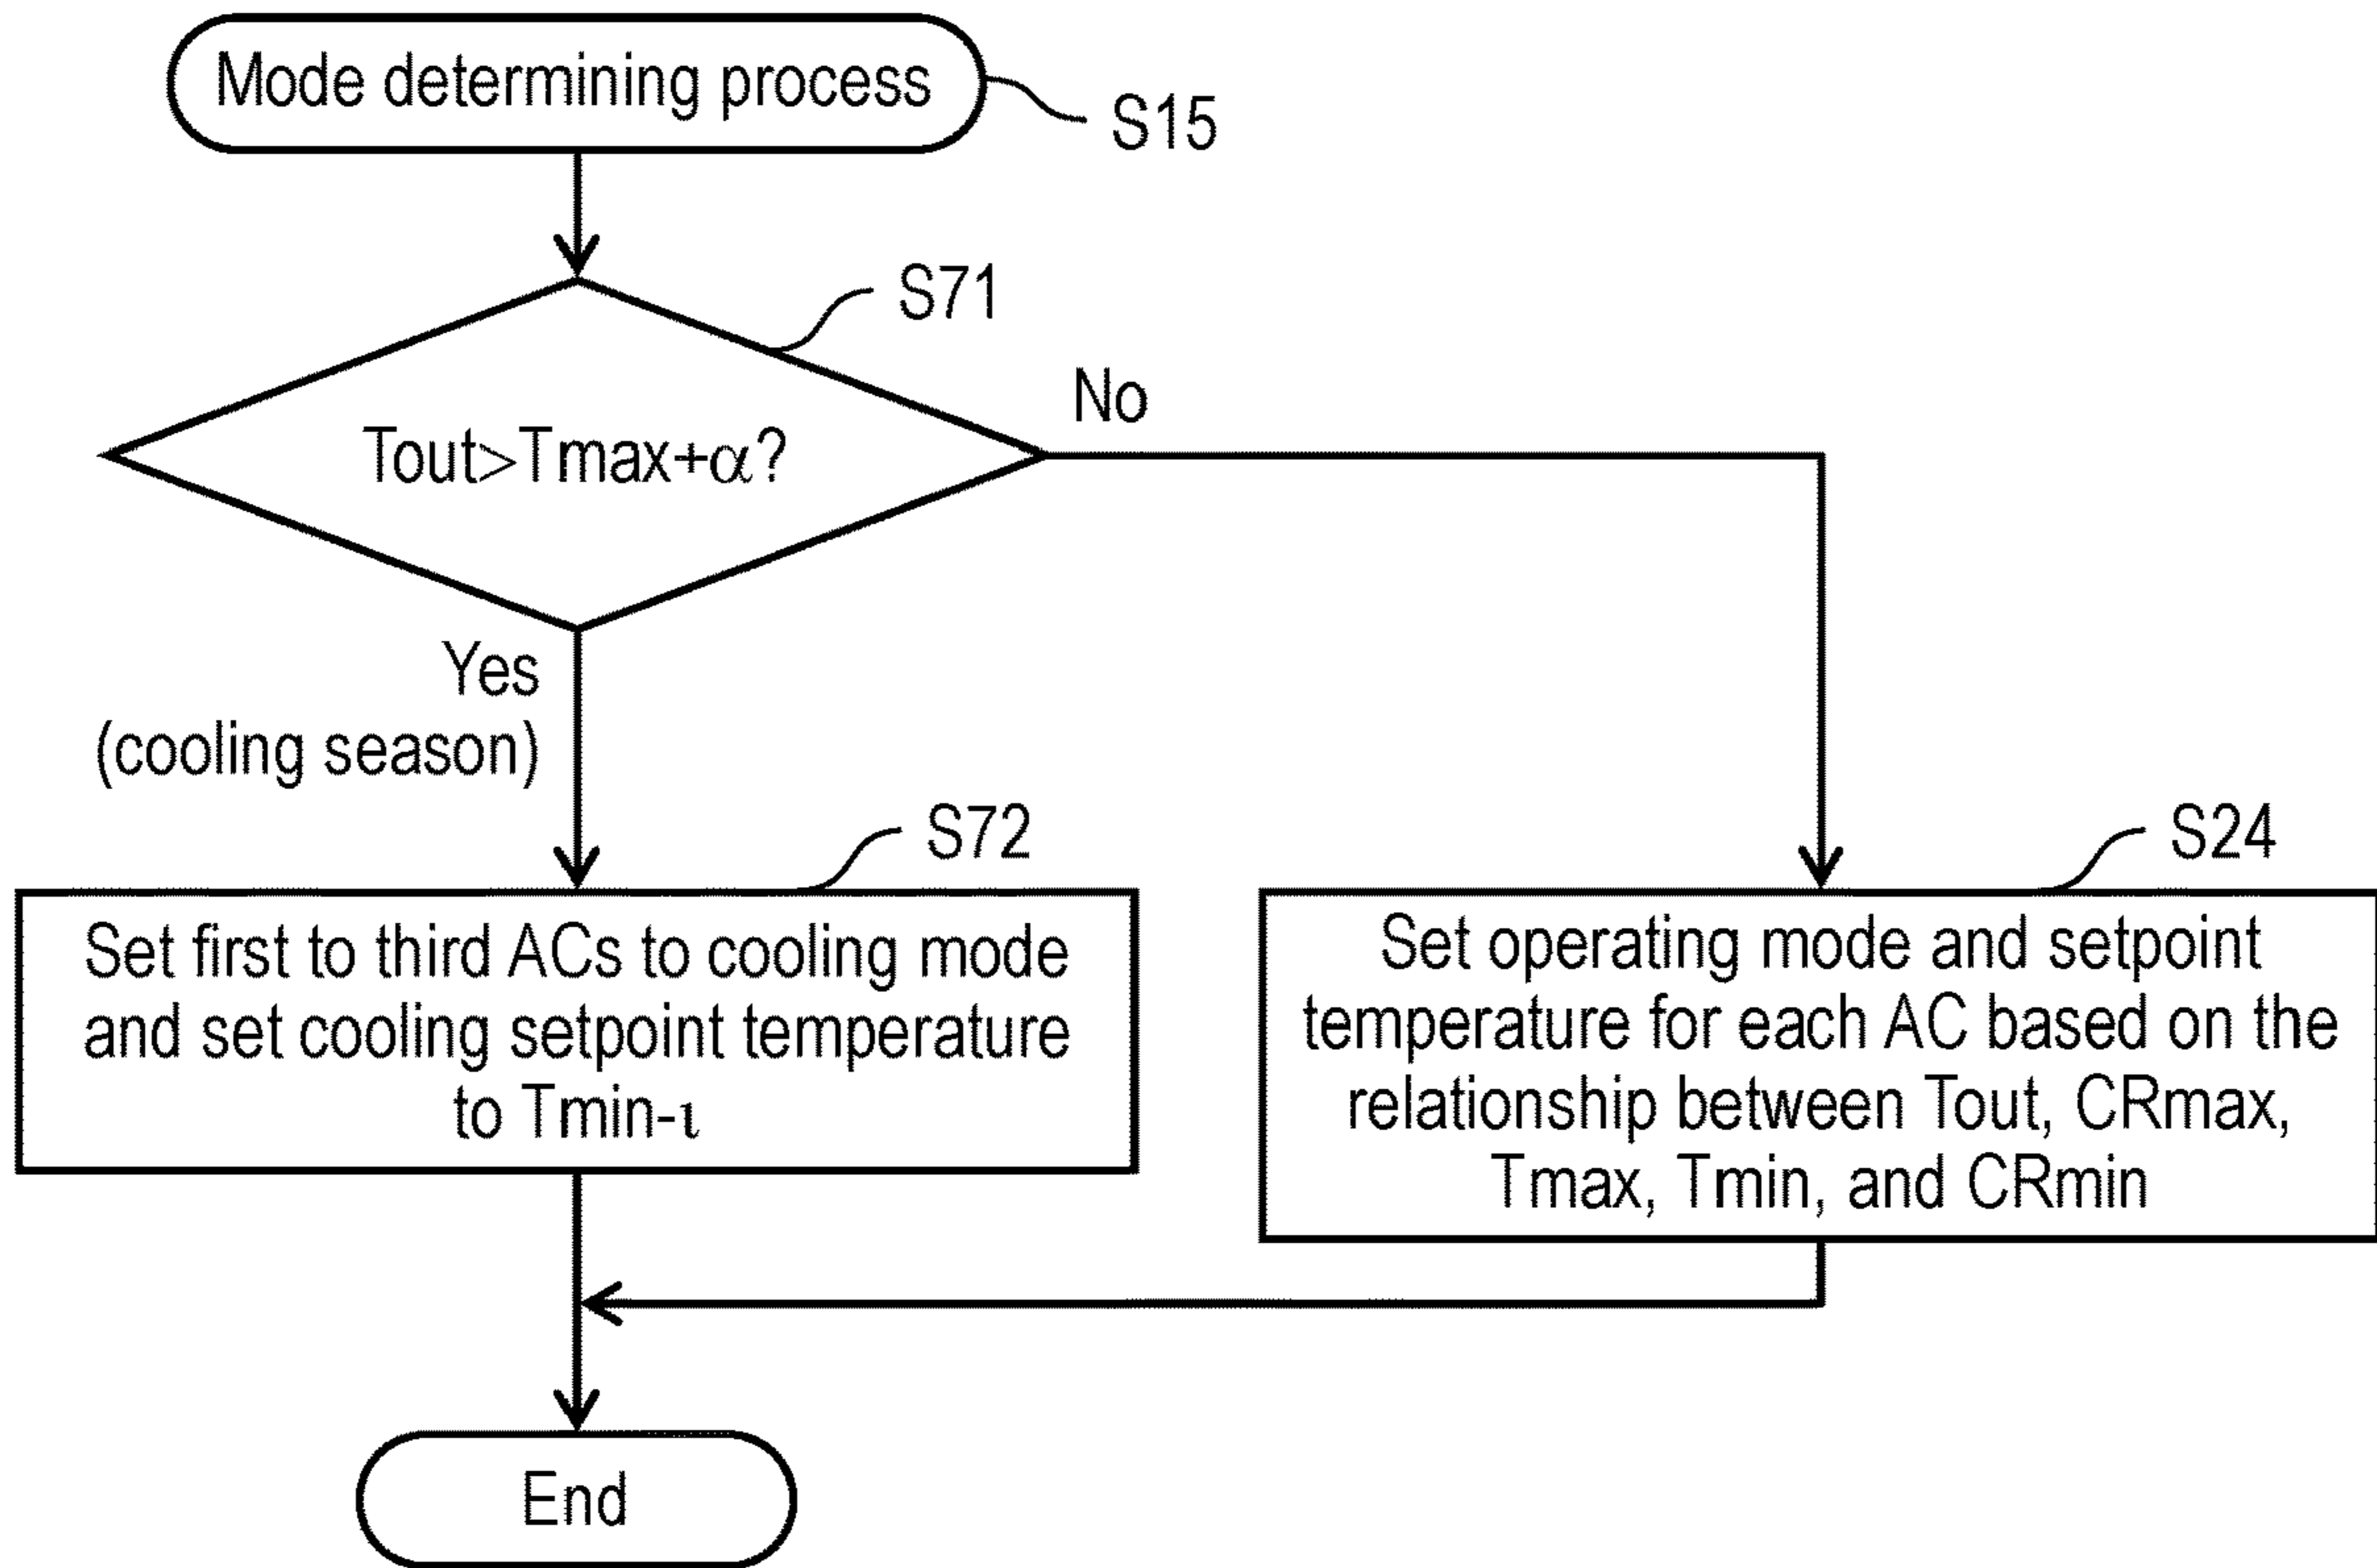 Mode determining process
S15
S71
Tout>Tmax+α?
No
Yes
(cooling season)
S72
Set first to third ACs to cooling mode
and set cooling setpoint temperature
to Tmin-ι
S24
Set operating mode and setpoint
temperature for each AC based on the
relationship between Tout, CRmax,
Tmax, Tmin, and CRmin
End